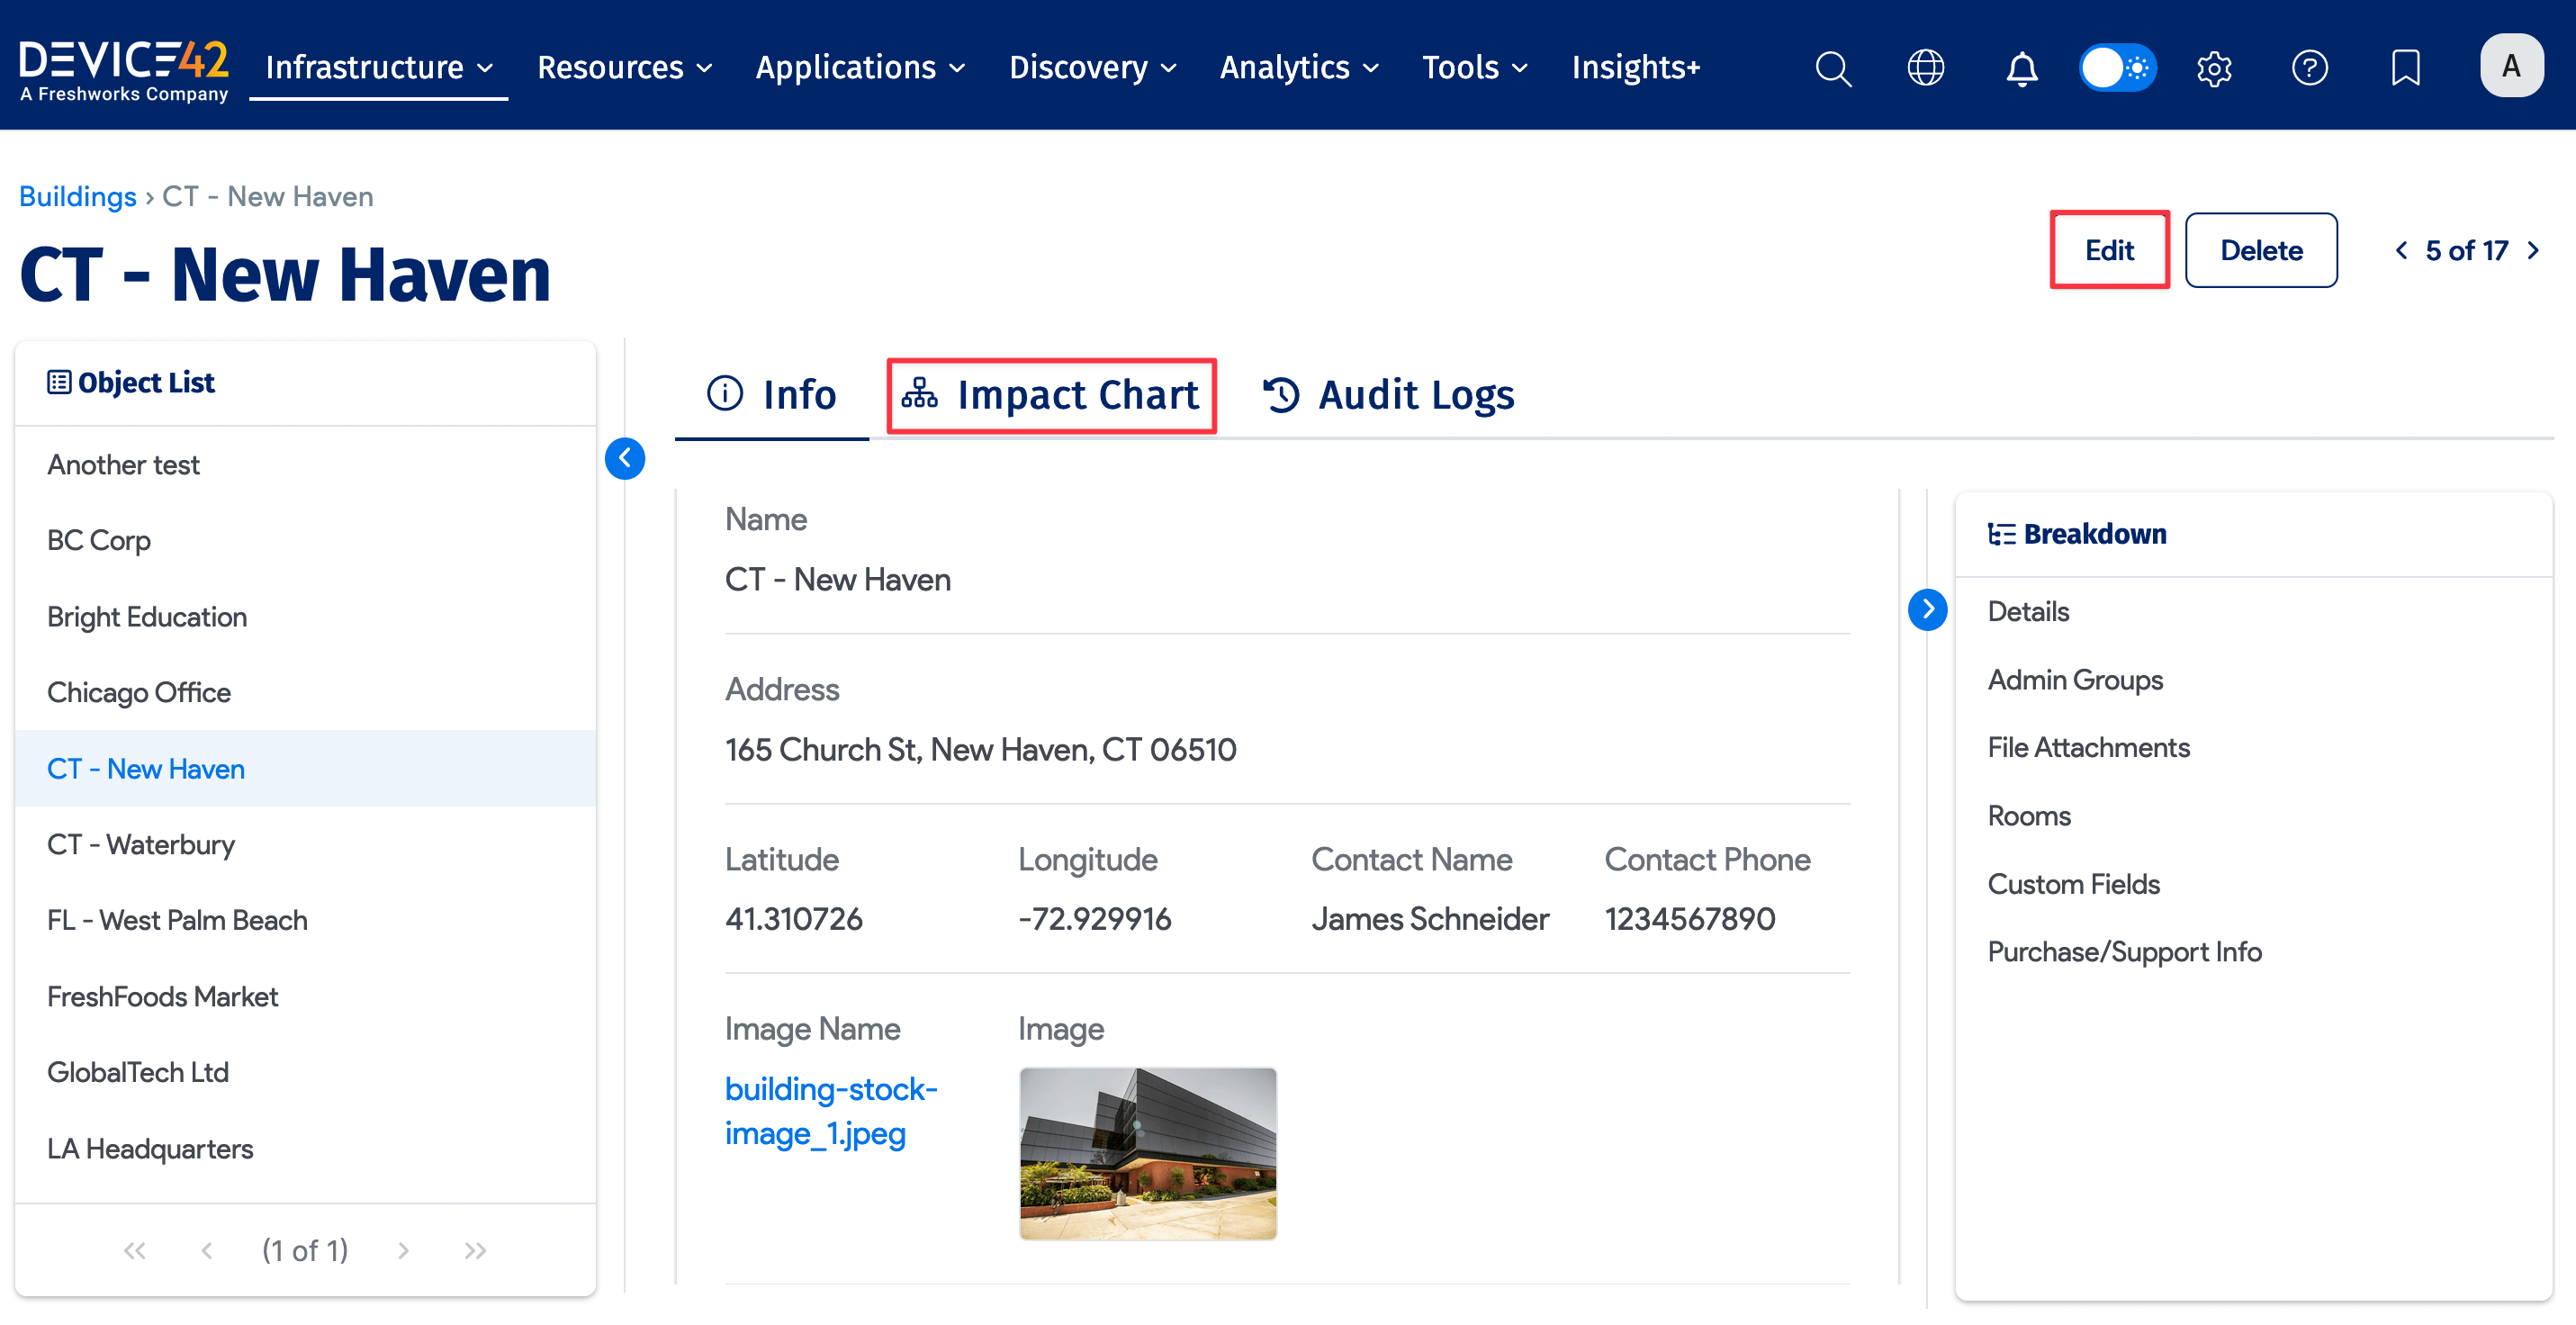 DEVICE42
A Freshworks Company
Infrastructure
Resources
Applications
Discovery
Analytics
Tools
Insights+
?
A
Buildings › CT - New Haven
CT - New Haven
Edit
Delete
5 of 17
Object List
Another test
BC Corp
Bright Education
Chicago Office
CT - New Haven
CT - Waterbury
FL - West Palm Beach
FreshFoods Market
GlobalTech Ltd
LA Headquarters
(1 of 1)
Info
Impact Chart
Audit Logs
Name
CT - New Haven
Address
165 Church St, New Haven, CT 06510
Latitude
Longitude
Contact Name
Contact Phone
41.310726
-72.929916
James Schneider
1234567890
Image Name
Image
building-stock-
image_1.jpeg
Breakdown
Details
Admin Groups
File Attachments
Rooms
Custom Fields
Purchase/Support Info